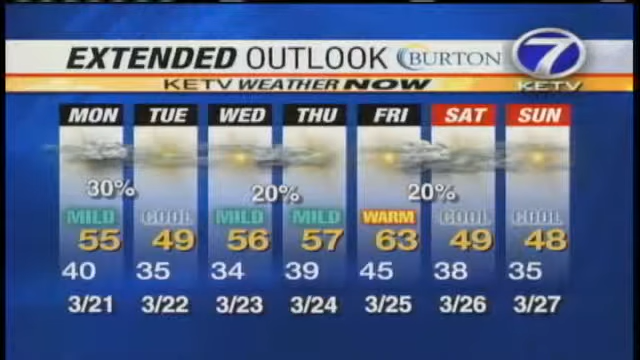 EXTENDED OUTLOOK BURTON 7
KETV WEATHER NOW KETV
MON TUE WED THU FRI SAT SUN
30% 20% 20%
MILD COOL MILD MILD WARM COOL COOL
55 49 56 57 63 49 48
40 35 34 39 45 38 35
3/21 3/22 3/23 3/24 3/25 3/26 3/27